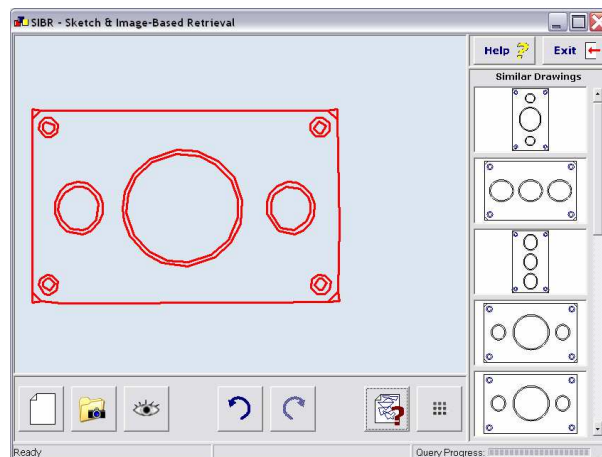 SIBR - Sketch & Image-Based Retrieval
Help
Exit
Similar Drawings
Ready
Query Progress: